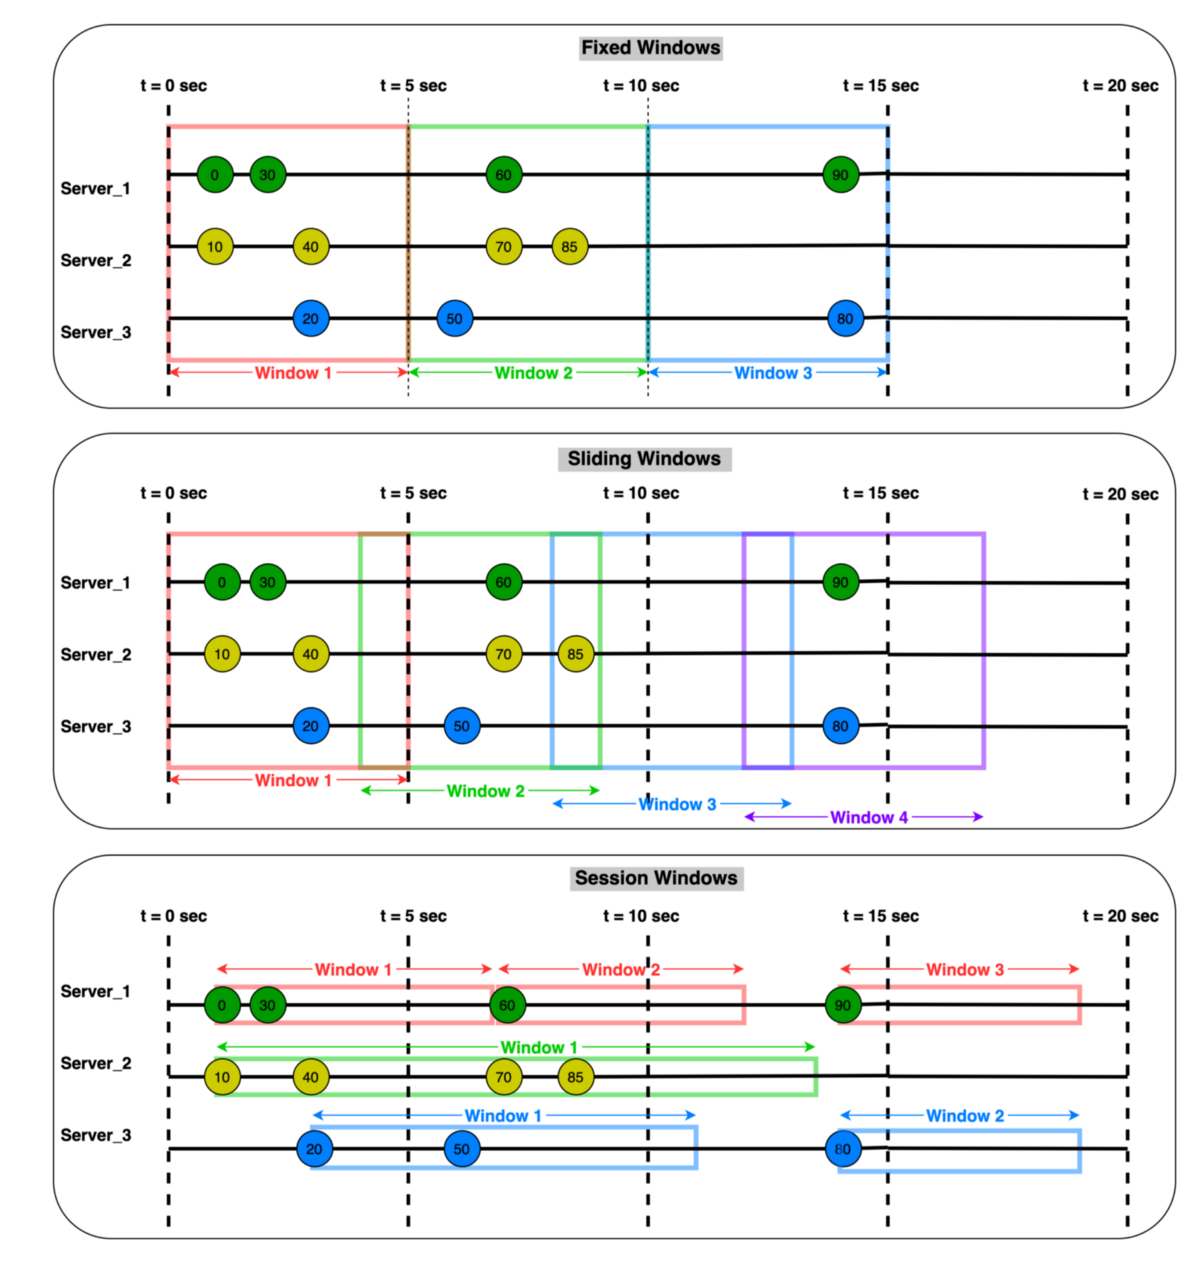 Fixed Windows
t = 0 sec t = 5 sec t = 10 sec t = 15 sec t = 20 sec
Server_1 0 30 60 90
Server_2 10 40 70 85
Server_3 20 50 80
Window 1 Window 2 Window 3
Sliding Windows
t = 0 sec t = 5 sec t = 10 sec t = 15 sec t = 20 sec
Server_1 0 30 60 90
Server_2 10 40 70 85
Server_3 20 50 80
Window 1
Window 2
Window 3
Window 4
Session Windows
t = 0 sec t = 5 sec t = 10 sec t = 15 sec t = 20 sec
Window 1 Window 2 Window 3
Server_1 0 30 60 90
Window 1
Server_2 10 40 70 85
Window 1 Window 2
Server_3 20 50 80